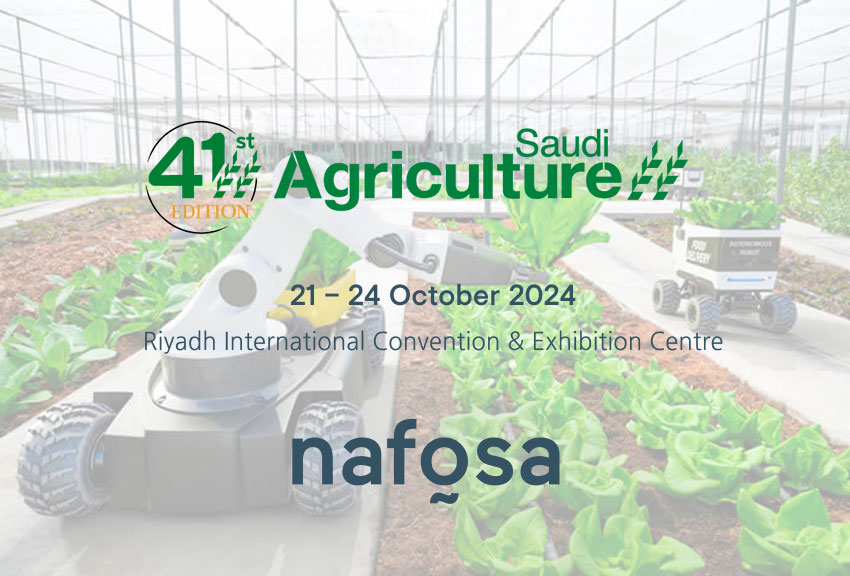 41st
EDITION
Saudi
Agriculture
FOOD
DELIVERY
AUTONOMOUS
ROBOT
21 – 24 October 2024
Riyadh International Convention & Exhibition Centre
nafosa